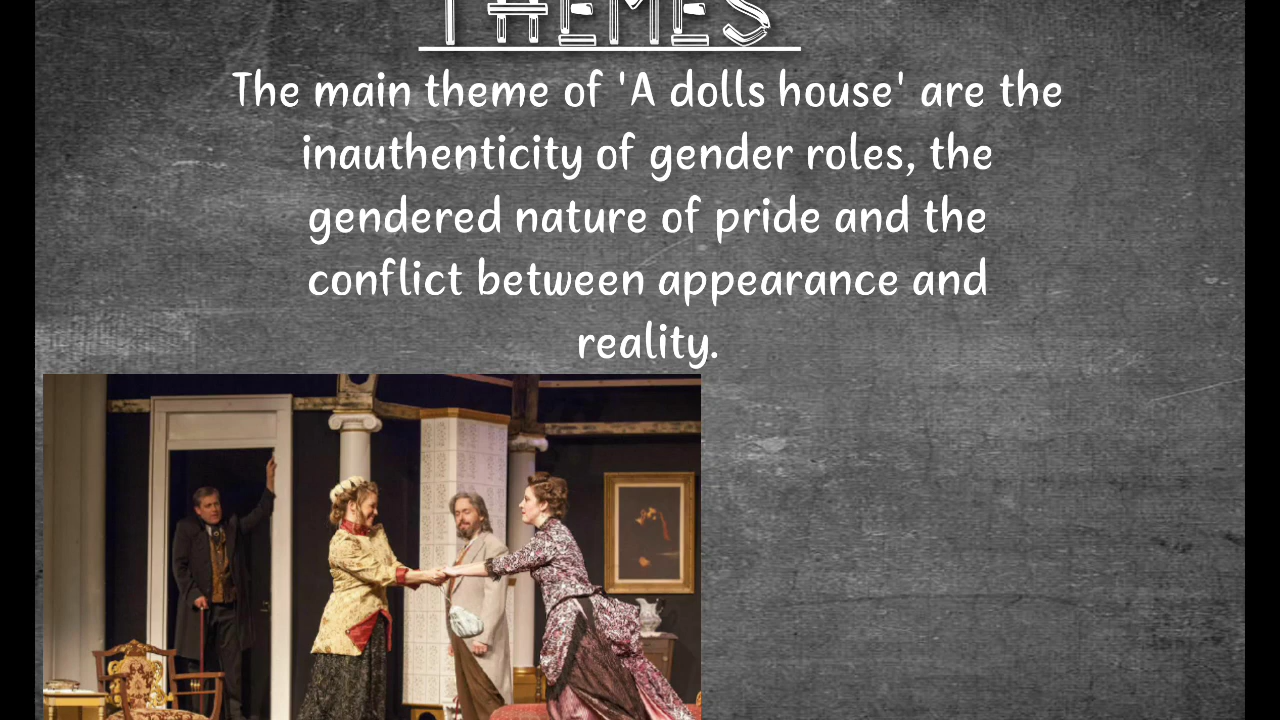 THEMES
The main theme of 'A dolls house' are the
inauthenticity of gender roles, the
gendered nature of pride and the
conflict between appearance and
reality.